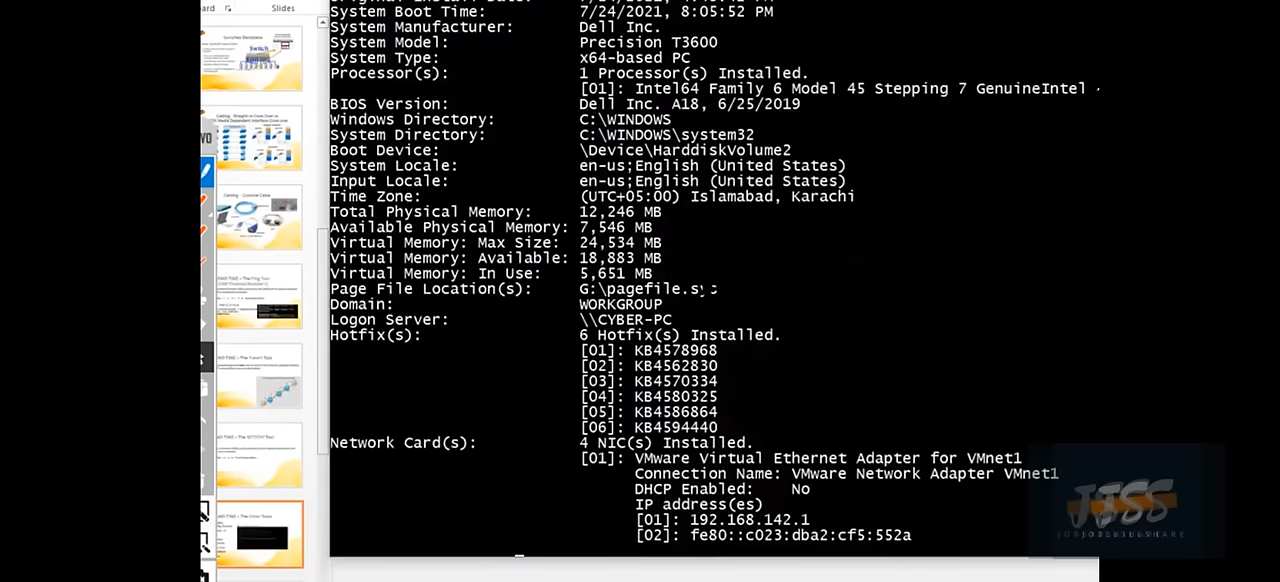 Slides
System Boot Time: 7/24/2021, 8:05:52 PM
System Manufacturer: Dell Inc.
System Model: Precision T3600
System Type: x64-based PC
Processor(s): 1 Processor(s) Installed.
[01]: Intel64 Family 6 Model 45 Stepping 7 GenuineIntel
BIOS Version: Dell Inc. A18, 6/25/2019
Windows Directory: C:\WINDOWS
System Directory: C:\WINDOWS\system32
Boot Device: \Device\HarddiskVolume2
System Locale: en-us;English (United States)
Input Locale: en-us;English (United States)
Time Zone: (UTC+05:00) Islamabad, Karachi
Total Physical Memory: 12,246 MB
Available Physical Memory: 7,546 MB
Virtual Memory: Max Size: 24,534 MB
Virtual Memory: Available: 18,883 MB
Virtual Memory: In Use: 5,651 MB
Page File Location(s): G:\pagefile.sys
Domain: WORKGROUP
Logon Server: \\CYBER-PC
Hotfix(s): 6 Hotfix(s) Installed.
[01]: KB4578968
[02]: KB4562830
[03]: KB4570334
[04]: KB4580325
[05]: KB4586864
[06]: KB4594440
Network Card(s): 4 NIC(s) Installed.
[01]: VMware Virtual Ethernet Adapter for VMnet1
Connection Name: VMware Network Adapter VMnet1
DHCP Enabled: No
IP address(es)
[01]: 192.168.142.1
[02]: fe80::c023:dba2:cf5:552a
JJSS